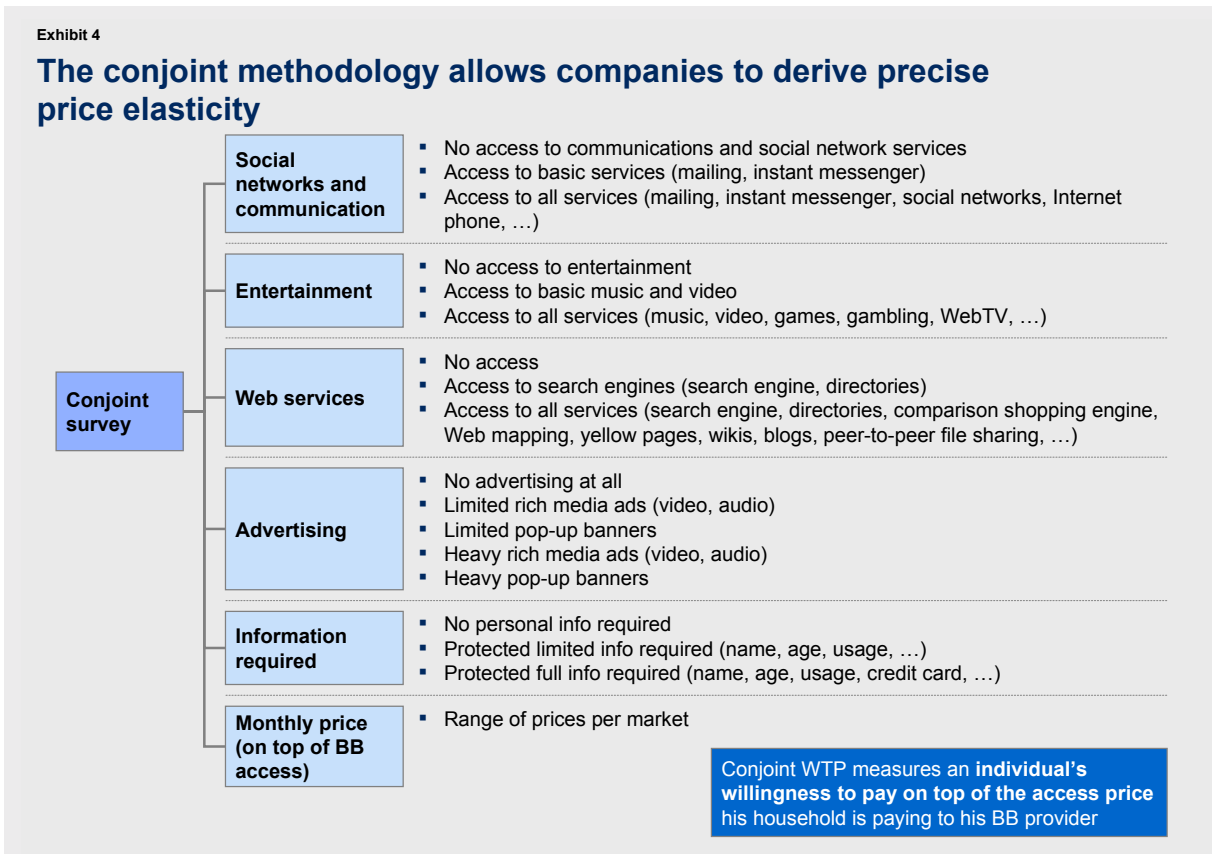 Exhibit 4
The conjoint methodology allows companies to derive precise
price elasticity
Conjoint
survey
Social
networks and
communication
▪ No access to communications and social network services
▪ Access to basic services (mailing, instant messenger)
▪ Access to all services (mailing, instant messenger, social networks, Internet
phone, …)
Entertainment
▪ No access to entertainment
▪ Access to basic music and video
▪ Access to all services (music, video, games, gambling, WebTV, …)
Web services
▪ No access
▪ Access to search engines (search engine, directories)
▪ Access to all services (search engine, directories, comparison shopping engine,
Web mapping, yellow pages, wikis, blogs, peer-to-peer file sharing, …)
Advertising
▪ No advertising at all
▪ Limited rich media ads (video, audio)
▪ Limited pop-up banners
▪ Heavy rich media ads (video, audio)
▪ Heavy pop-up banners
Information
required
▪ No personal info required
▪ Protected limited info required (name, age, usage, …)
▪ Protected full info required (name, age, usage, credit card, …)
Monthly price
(on top of BB
access)
▪ Range of prices per market
Conjoint WTP measures an individual's
willingness to pay on top of the access price
his household is paying to his BB provider